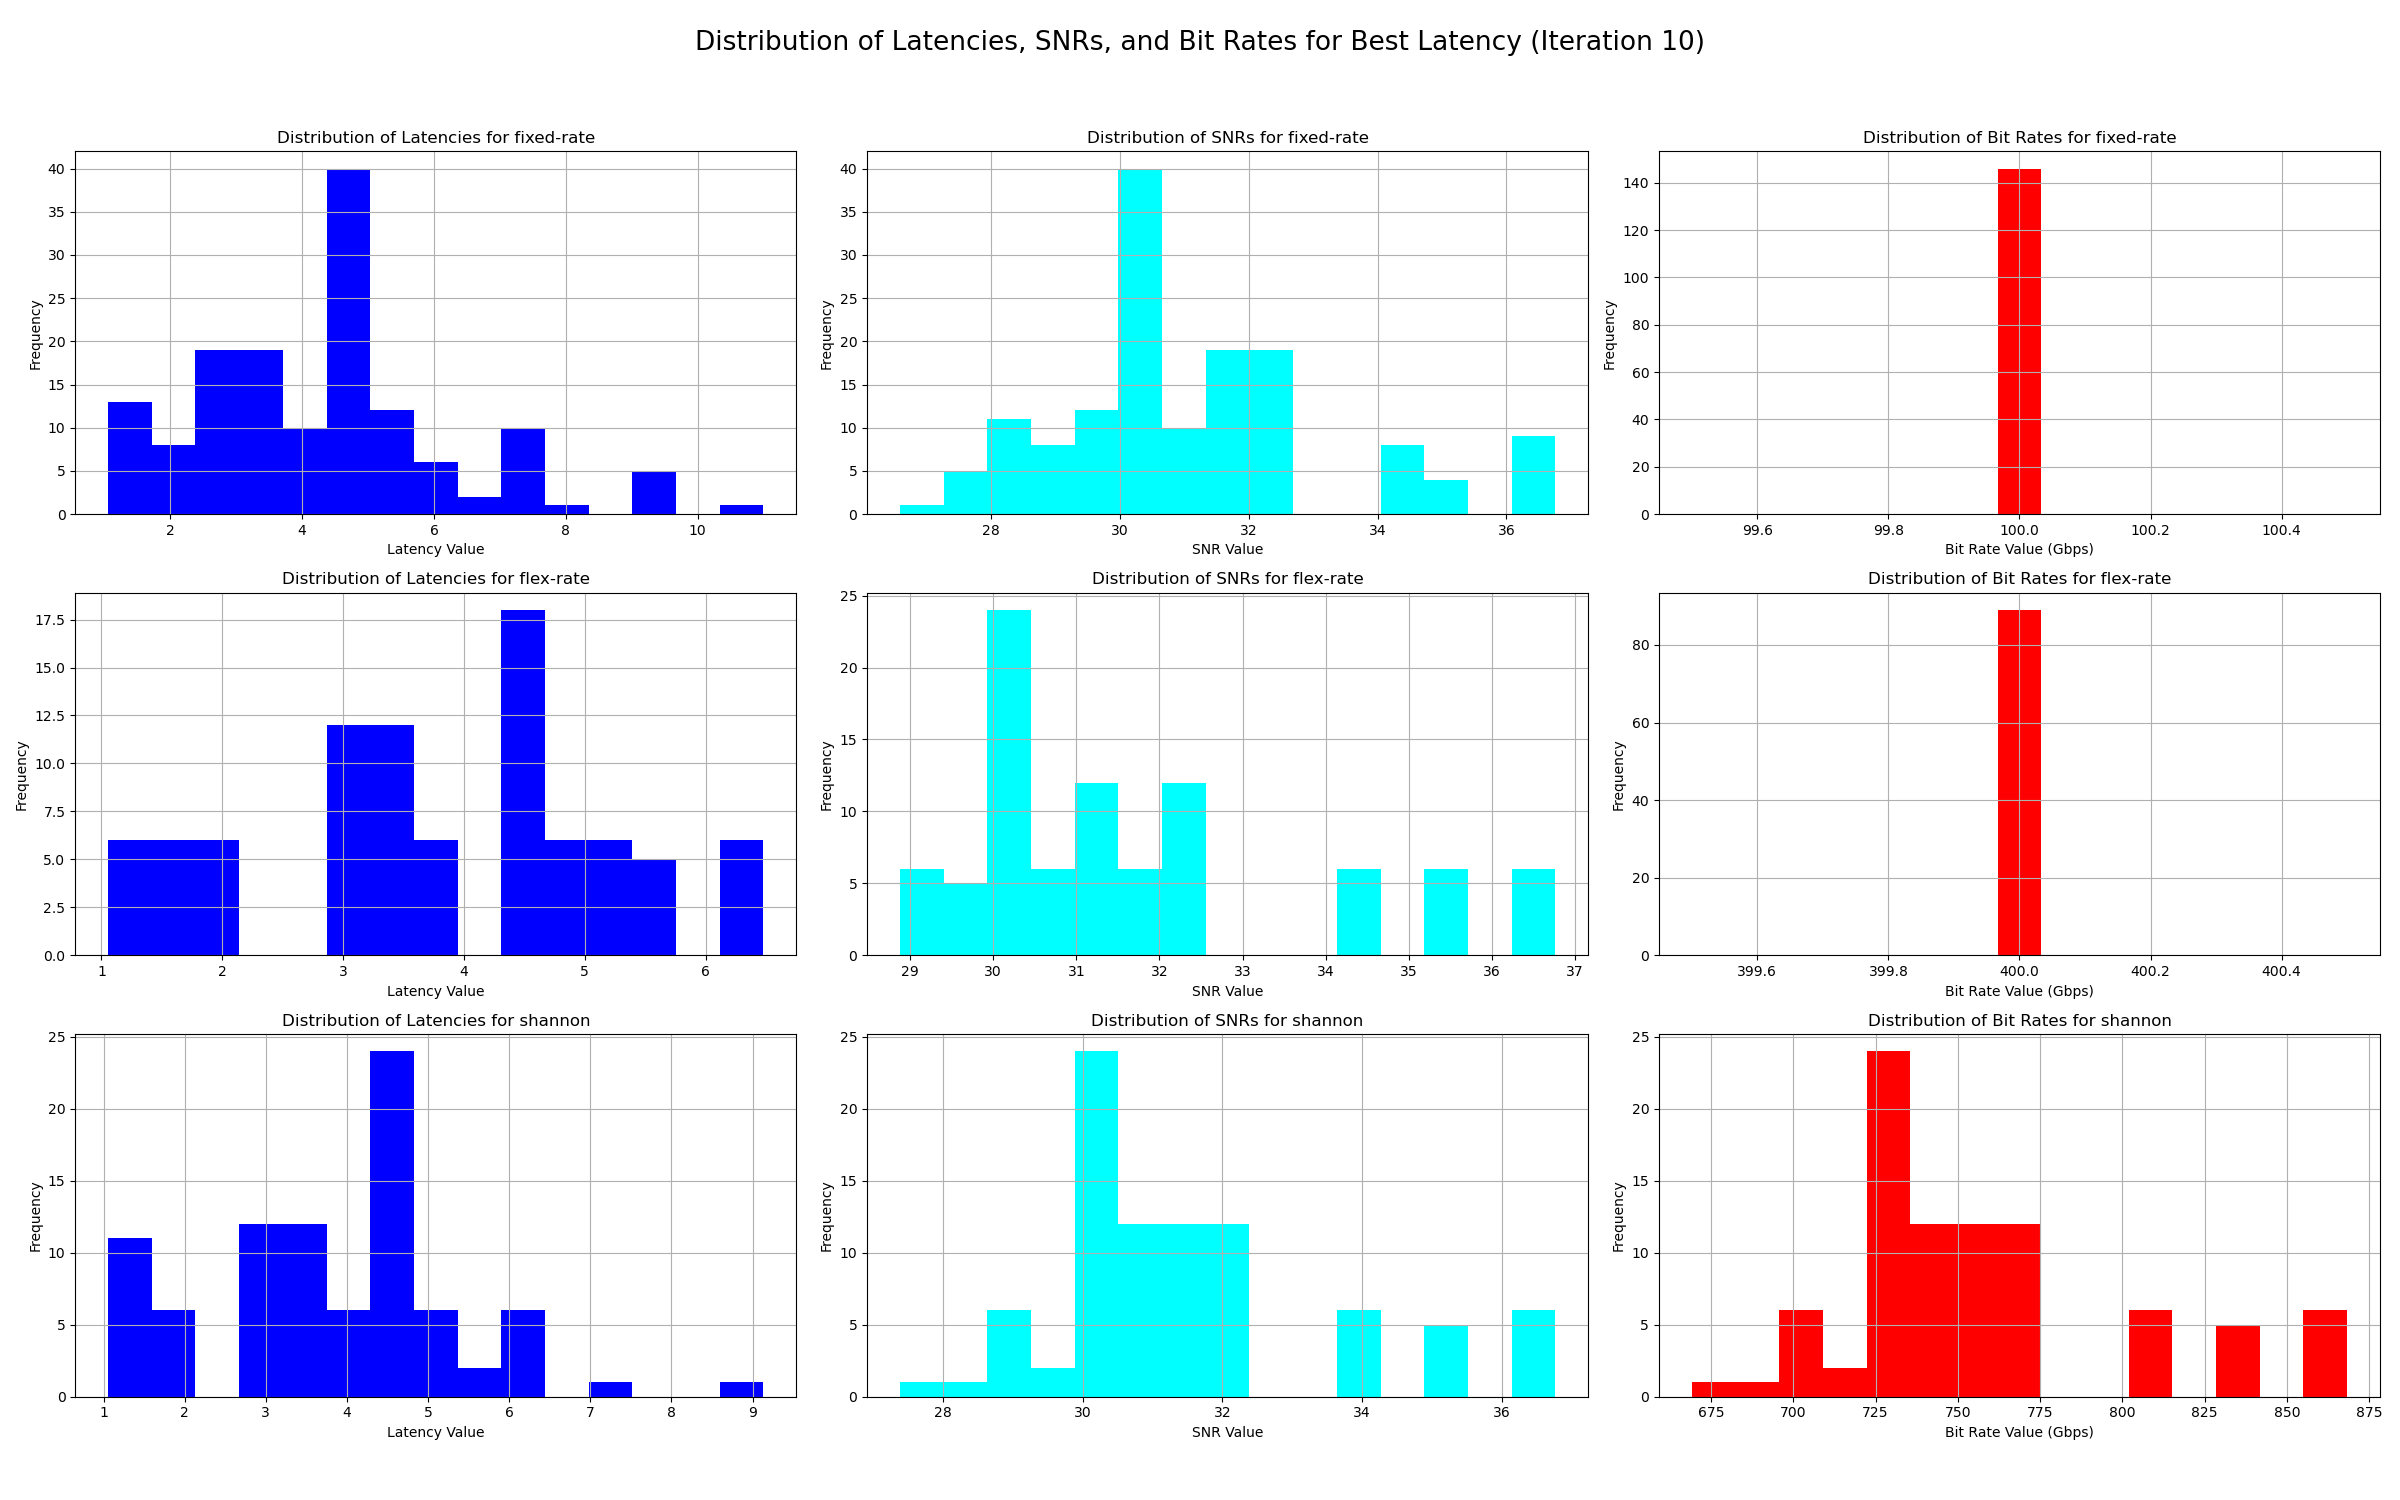 Distribution of Latencies, SNRs, and Bit Rates for Best Latency (Iteration 10)
Distribution of Latencies for fixed-rate
40
35
30
25
20
15
10
5
0
Frequency
2 4 6 8 10
Latency Value
Distribution of SNRs for fixed-rate
40
35
30
25
20
15
10
5
0
Frequency
28 30 32 34 36
SNR Value
Distribution of Bit Rates for fixed-rate
140
120
100
80
60
40
20
0
Frequency
99.6 99.8 100.0 100.2 100.4
Bit Rate Value (Gbps)
Distribution of Latencies for flex-rate
17.5
15.0
12.5
10.0
7.5
5.0
2.5
0.0
Frequency
1 2 3 4 5 6
Latency Value
Distribution of SNRs for flex-rate
25
20
15
10
5
0
Frequency
29 30 31 32 33 34 35 36 37
SNR Value
Distribution of Bit Rates for flex-rate
80
60
40
20
0
Frequency
399.6 399.8 400.0 400.2 400.4
Bit Rate Value (Gbps)
Distribution of Latencies for shannon
25
20
15
10
5
0
Frequency
1 2 3 4 5 6 7 8 9
Latency Value
Distribution of SNRs for shannon
25
20
15
10
5
0
Frequency
28 30 32 34 36
SNR Value
Distribution of Bit Rates for shannon
25
20
15
10
5
0
Frequency
675 700 725 750 775 800 825 850 875
Bit Rate Value (Gbps)